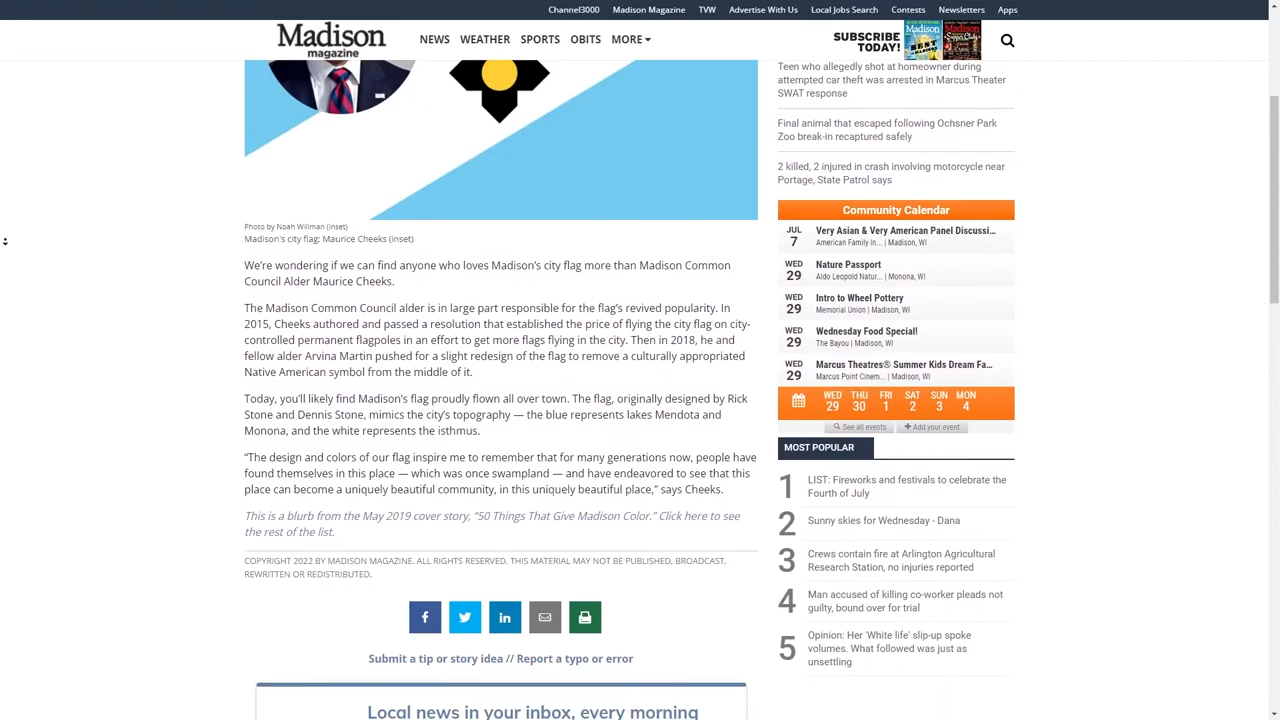 Channel3000 Madison Magazine TVW Advertise With Us Local Jobs Search Contests Newsletters Apps
Madison
magazine
NEWS WEATHER SPORTS OBITS MORE
SUBSCRIBE
TODAY!
Madison
Madison
Photo by Noah Willman (inset)
Madison's city flag; Maurice Cheeks (inset)
We’re wondering if we can find anyone who loves Madison’s city flag more than Madison Common
Council Alder Maurice Cheeks.
The Madison Common Council alder is in large part responsible for the flag’s revived popularity. In
2015, Cheeks authored and passed a resolution that established the price of flying the city flag on city-
controlled permanent flagpoles in an effort to get more flags flying in the city. Then in 2018, he and
fellow alder Arvina Martin pushed for a slight redesign of the flag to remove a culturally appropriated
Native American symbol from the middle of it.
Today, you’ll likely find Madison’s flag proudly flown all over town. The flag, originally designed by Rick
Stone and Dennis Stone, mimics the city’s topography — the blue represents lakes Mendota and
Monona, and the white represents the isthmus.
“The design and colors of our flag inspire me to remember that for many generations now, people have
found themselves in this place — which was once swampland — and have endeavored to see that this
place can become a uniquely beautiful community, in this uniquely beautiful place,” says Cheeks.
This is a blurb from the May 2019 cover story, “50 Things That Give Madison Color.” Click here to see
the rest of the list.
COPYRIGHT 2022 BY MADISON MAGAZINE. ALL RIGHTS RESERVED. THIS MATERIAL MAY NOT BE PUBLISHED, BROADCAST,
REWRITTEN OR REDISTRIBUTED.
Submit a tip or story idea // Report a typo or error
Local news in your inbox, every morning
Teen who allegedly shot at homeowner during
attempted car theft was arrested in Marcus Theater
SWAT response
Final animal that escaped following Ochsner Park
Zoo break-in recaptured safely
2 killed, 2 injured in crash involving motorcycle near
Portage, State Patrol says
Community Calendar
JUL
7
Very Asian & Very American Panel Discussi...
American Family In... | Madison, WI
WED
29
Nature Passport
Aldo Leopold Natur... | Monona, WI
WED
29
Intro to Wheel Pottery
Memorial Union | Madison, WI
WED
29
Wednesday Food Special!
The Bayou | Madison, WI
WED
29
Marcus Theatres® Summer Kids Dream Fa...
Marcus Point Cinem... | Madison, WI
WED THU FRI SAT SUN MON
29 30 1 2 3 4
See all events Add your event
MOST POPULAR
1 LIST: Fireworks and festivals to celebrate the
Fourth of July
2 Sunny skies for Wednesday - Dana
3 Crews contain fire at Arlington Agricultural
Research Station, no injuries reported
4 Man accused of killing co-worker pleads not
guilty, bound over for trial
5 Opinion: Her 'White life' slip-up spoke
volumes. What followed was just as
unsettling